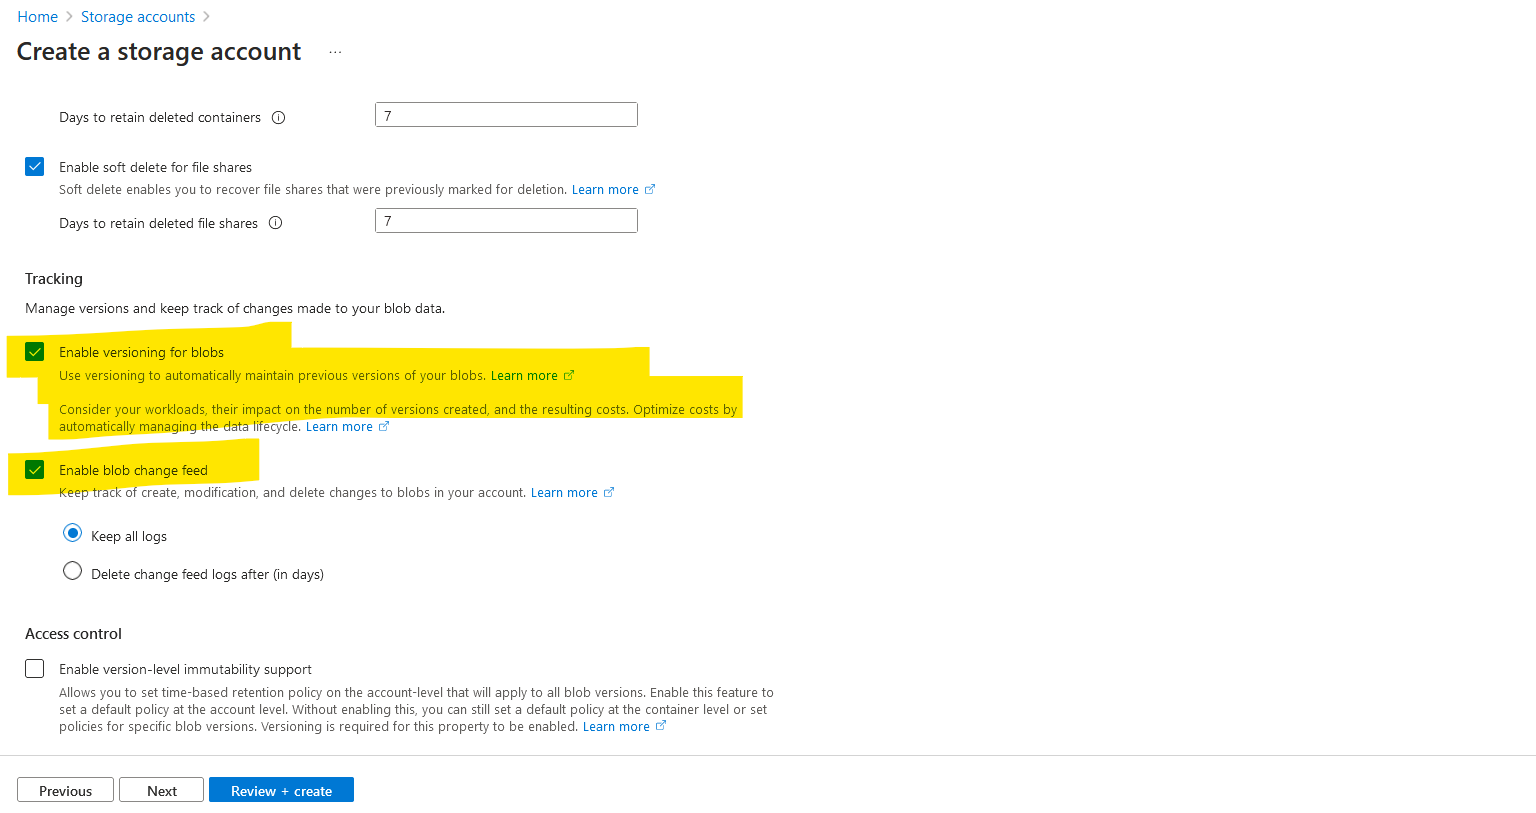 Home > Storage accounts >
Create a storage account ...
Days to retain deleted containers 7
Enable soft delete for file shares
Soft delete enables you to recover file shares that were previously marked for deletion. Learn more
Days to retain deleted file shares 7
Tracking
Manage versions and keep track of changes made to your blob data.
Enable versioning for blobs
Use versioning to automatically maintain previous versions of your blobs. Learn more
Consider your workloads, their impact on the number of versions created, and the resulting costs. Optimize costs by
automatically managing the data lifecycle. Learn more
Enable blob change feed
Keep track of create, modification, and delete changes to blobs in your account. Learn more
Keep all logs
Delete change feed logs after (in days)
Access control
Enable version-level immutability support
Allows you to set time-based retention policy on the account-level that will apply to all blob versions. Enable this feature to
set a default policy at the account level. Without enabling this, you can still set a default policy at the container level or set
policies for specific blob versions. Versioning is required for this property to be enabled. Learn more
Previous Next Review + create